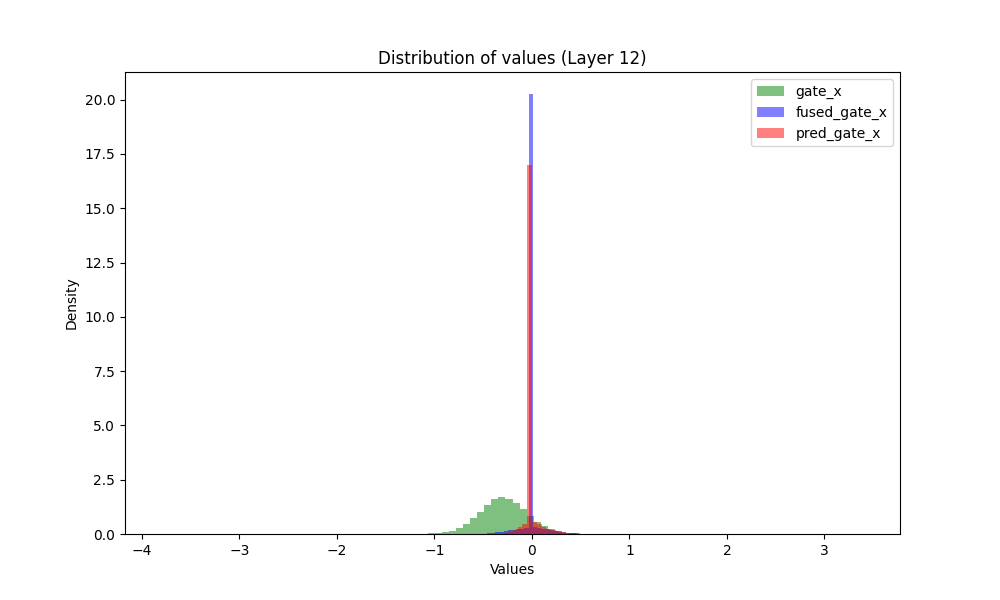 Distribution of values (Layer 12)
gate_x
fused_gate_x
pred_gate_x
20.0
17.5
15.0
12.5
10.0
7.5
5.0
2.5
0.0
Density
−4 −3 −2 −1 0 1 2 3
Values